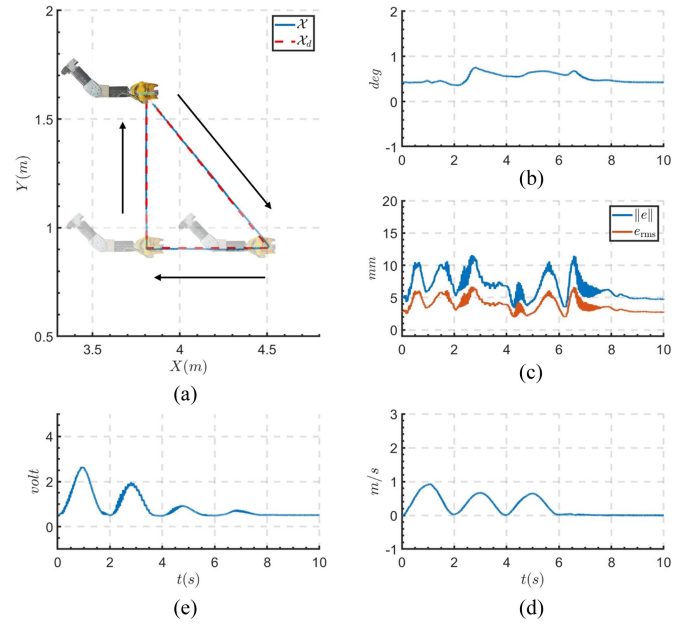 2
1.5
1
0.5
Y(m)
3.5 4 4.5
X(m)
𝒳
𝒳d
(a)
2
1
0
-1
deg
0 2 4 6 8 10
(b)
20
15
10
5
0
mm
‖e‖
e_rms
0 2 4 6 8 10
(c)
4
2
0
volt
0 2 4 6 8 10
t(s)
(e)
3
2
1
0
-1
m/s
0 2 4 6 8 10
t(s)
(d)